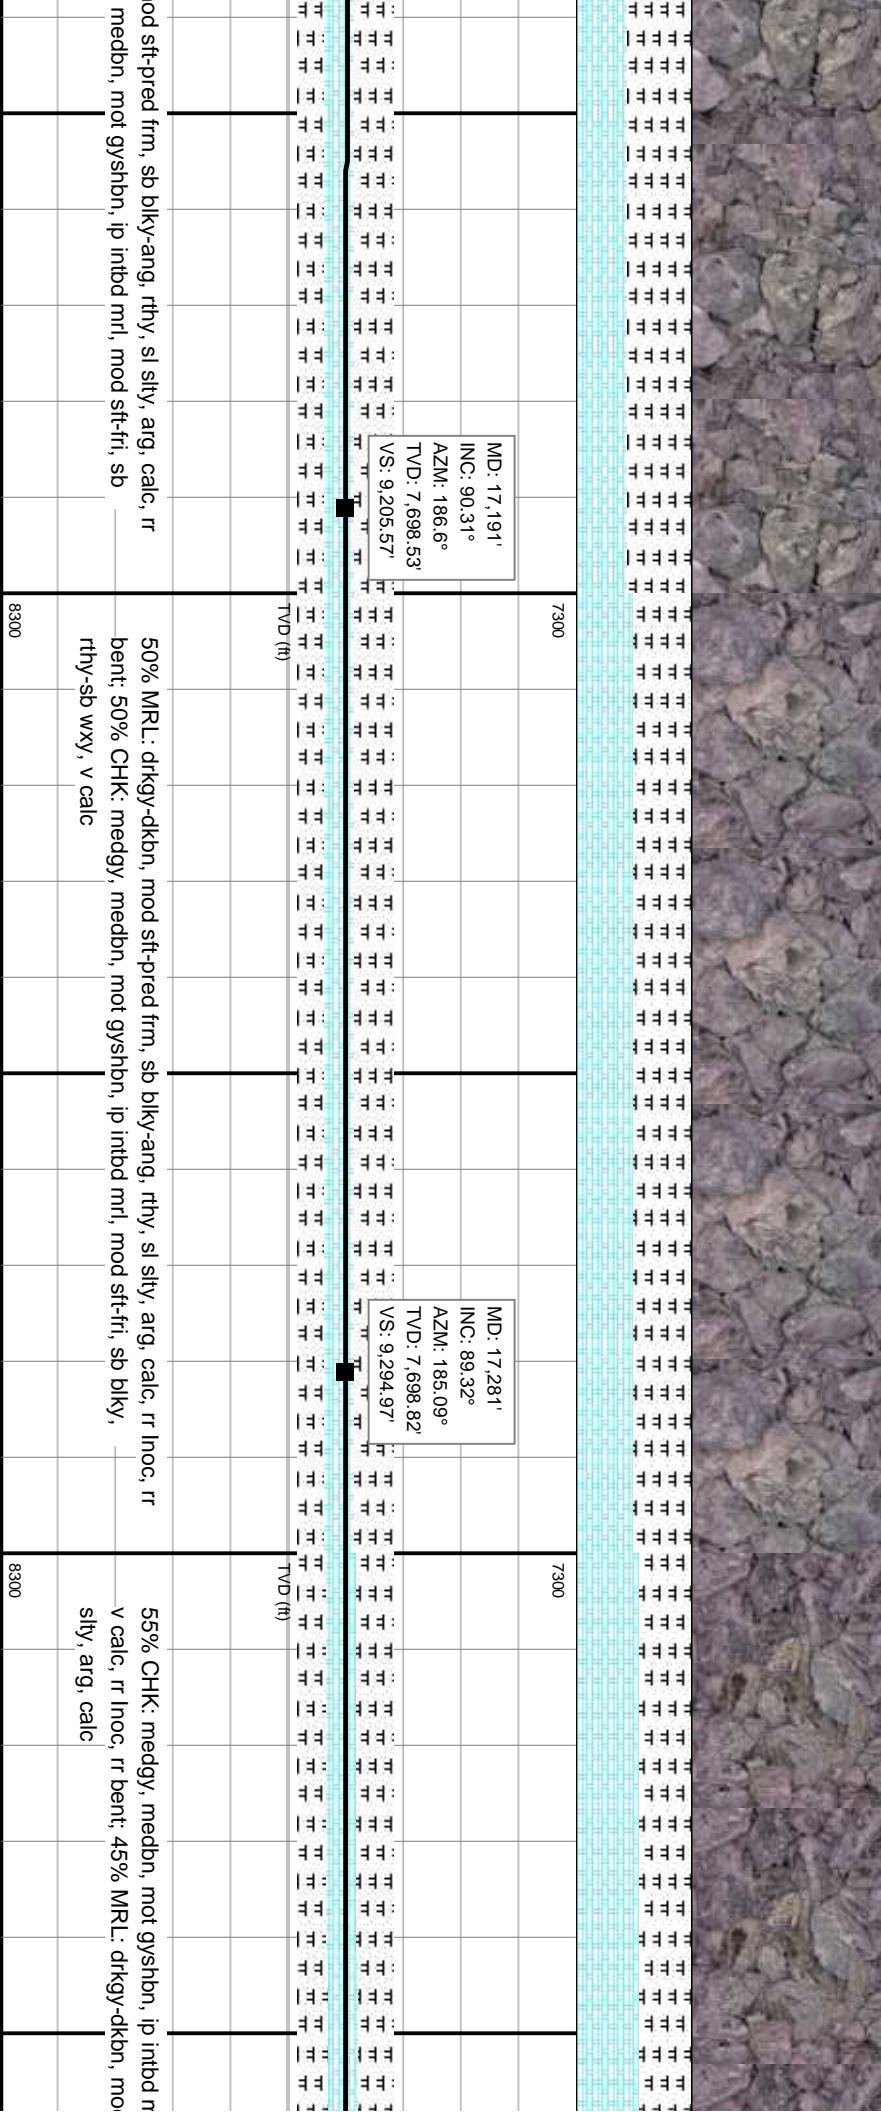 od sft-pred frm, sb blky-ang, rthy, sl slty, arg, calc, rr
medbn, mot gyshbn, ip intbd mrl, mod sft-fri, sb
MD: 17,191'
INC: 90.31°
AZM: 186.6°
TVD: 7,698.53'
VS: 9,205.57'
7300
TVD (ft)
8300
50% MRL: drkgy-dkbn, mod sft-pred frm, sb blky-ang, rthy, sl slty, arg, calc, rr Inoc, rr
bent; 50% CHK: medgy, medbn, mot gyshbn, ip intbd mrl, mod sft-fri, sb blky,
rthy-sb wxy, v calc
MD: 17,281'
INC: 89.32°
AZM: 185.09°
TVD: 7,698.82'
VS: 9,294.97'
7300
TVD (ft)
8300
55% CHK: medgy, medbn, mot gyshbn, ip intbd m
v calc, rr Inoc, rr bent; 45% MRL: drkgy-dkbn, mod
slty, arg, calc